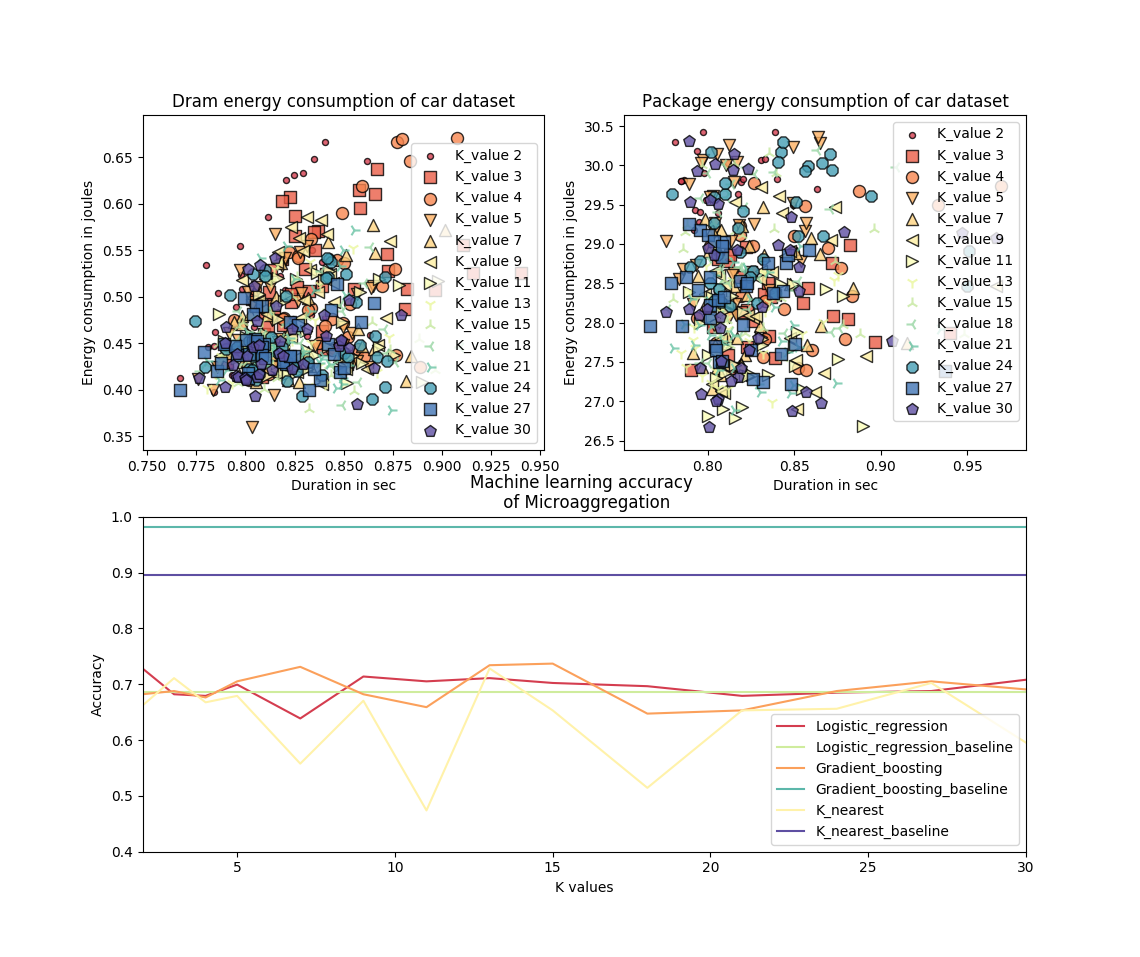 Dram energy consumption of car dataset
Energy consumption in joules
0.65
0.60
0.55
0.50
0.45
0.40
0.35
K_value 2
K_value 3
K_value 4
K_value 5
K_value 7
K_value 9
K_value 11
K_value 13
K_value 15
K_value 18
K_value 21
K_value 24
K_value 27
K_value 30
0.750 0.775 0.800 0.825 0.850 0.875 0.900 0.925 0.950
Duration in sec
Package energy consumption of car dataset
Energy consumption in joules
30.5
30.0
29.5
29.0
28.5
28.0
27.5
27.0
26.5
K_value 2
K_value 3
K_value 4
K_value 5
K_value 7
K_value 9
K_value 11
K_value 13
K_value 15
K_value 18
K_value 21
K_value 24
K_value 27
K_value 30
0.80 0.85 0.90 0.95
Duration in sec
Machine learning accuracy
of Microaggregation
Accuracy
1.0
0.9
0.8
0.7
0.6
0.5
0.4
Logistic_regression
Logistic_regression_baseline
Gradient_boosting
Gradient_boosting_baseline
K_nearest
K_nearest_baseline
5 10 15 20 25 30
K values